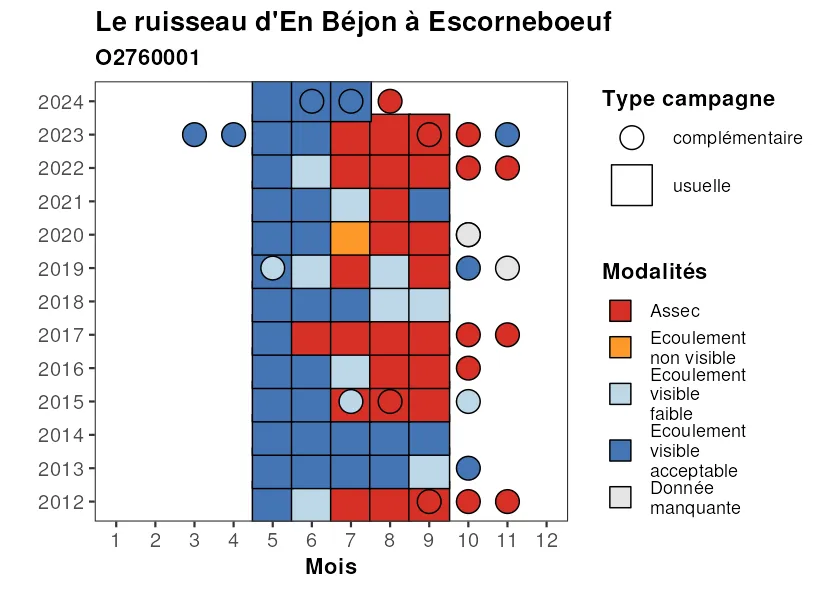 Le ruisseau d'En Béjon à Escorneboeuf
O2760001
2024
2023
2022
2021
2020
2019
2018
2017
2016
2015
2014
2013
2012
1 2 3 4 5 6 7 8 9 10 11 12
Mois
Type campagne
complémentaire
usuelle
Modalités
Assec
Ecoulement
non visible
Ecoulement
visible
faible
Ecoulement
visible
acceptable
Donnée
manquante